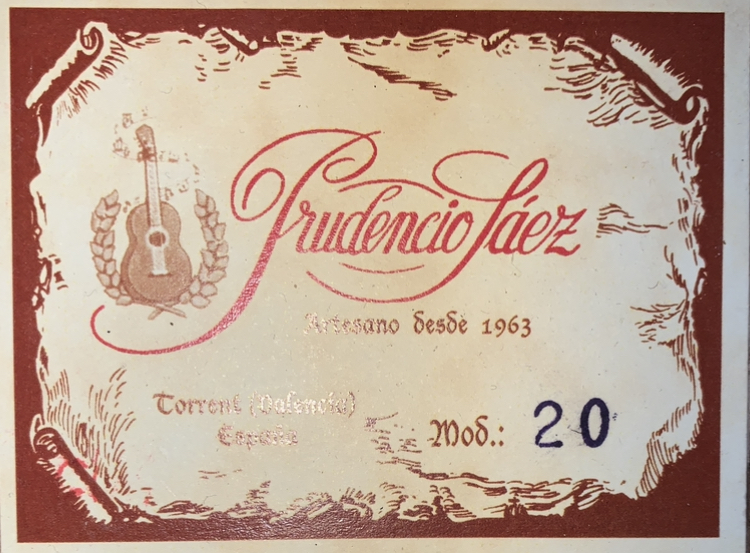 Prudencio Sáez
Artesano desde 1963
Torrent (Valencia)
España
Mod.: 20